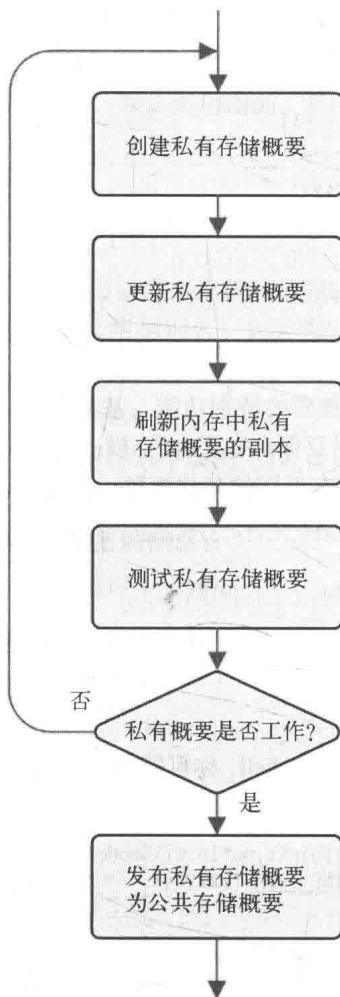 创建私有存储概要
更新私有存储概要
刷新内存中私有
存储概要的副本
测试私有存储概要
私有概要是否工作?
否
是
发布私有存储概要
为公共存储概要